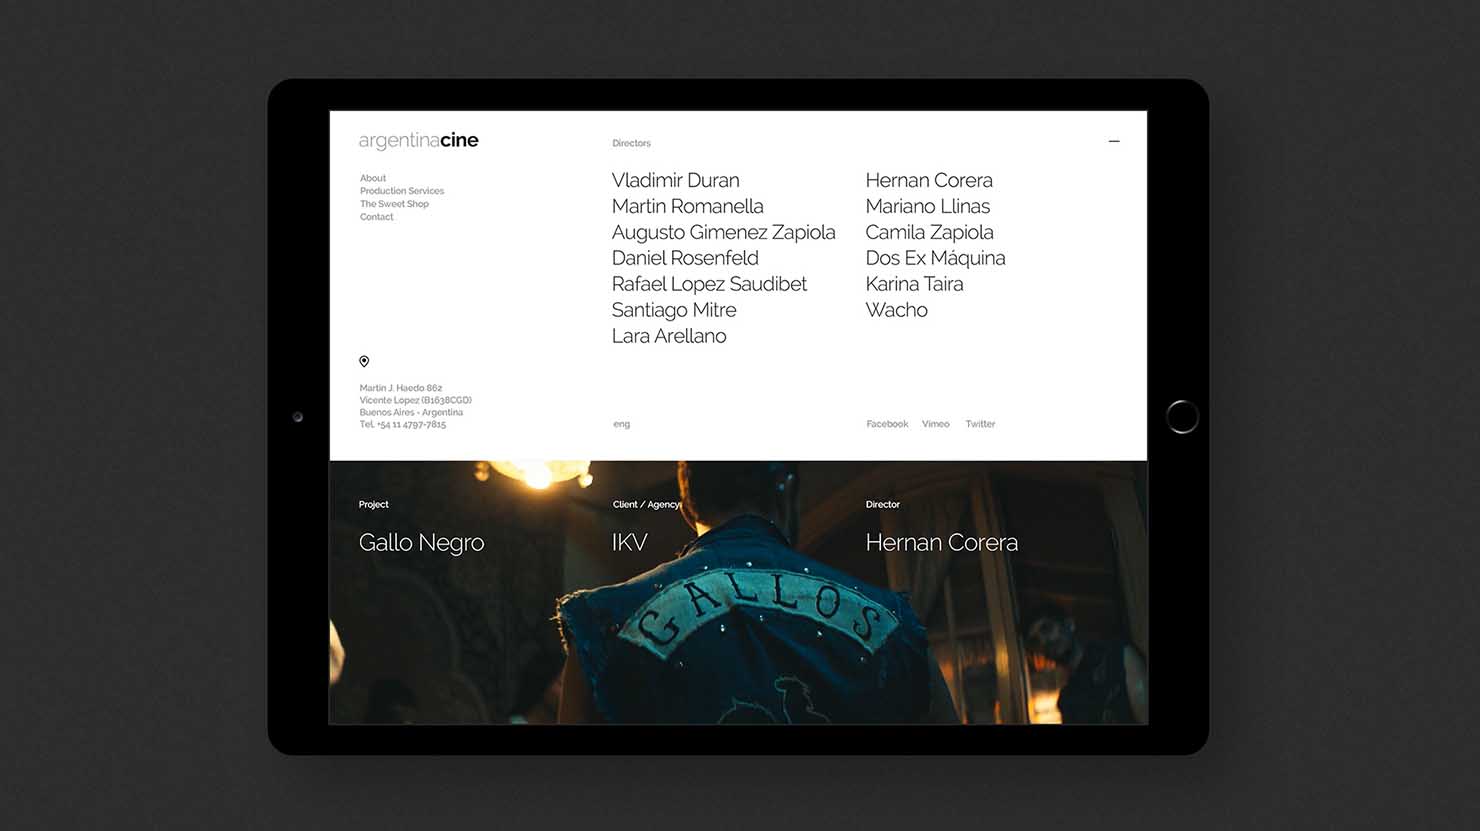 argentinacine
About
Production Services
The Sweet Shop
Contact
Martin J. Haedo 862
Vicente Lopez (B1638CGD)
Buenos Aires - Argentina
Tel. +54 11 4797-7815
Directors
Vladimir Duran
Martin Romanella
Augusto Gimenez Zapiola
Daniel Rosenfeld
Rafael Lopez Saudibet
Santiago Mitre
Lara Arellano
Hernan Corera
Mariano Llinas
Camila Zapiola
Dos Ex Máquina
Karina Taira
Wacho
eng
Facebook Vimeo Twitter
Project
Gallo Negro
Client / Agency
IKV
Director
Hernan Corera
GALLOS